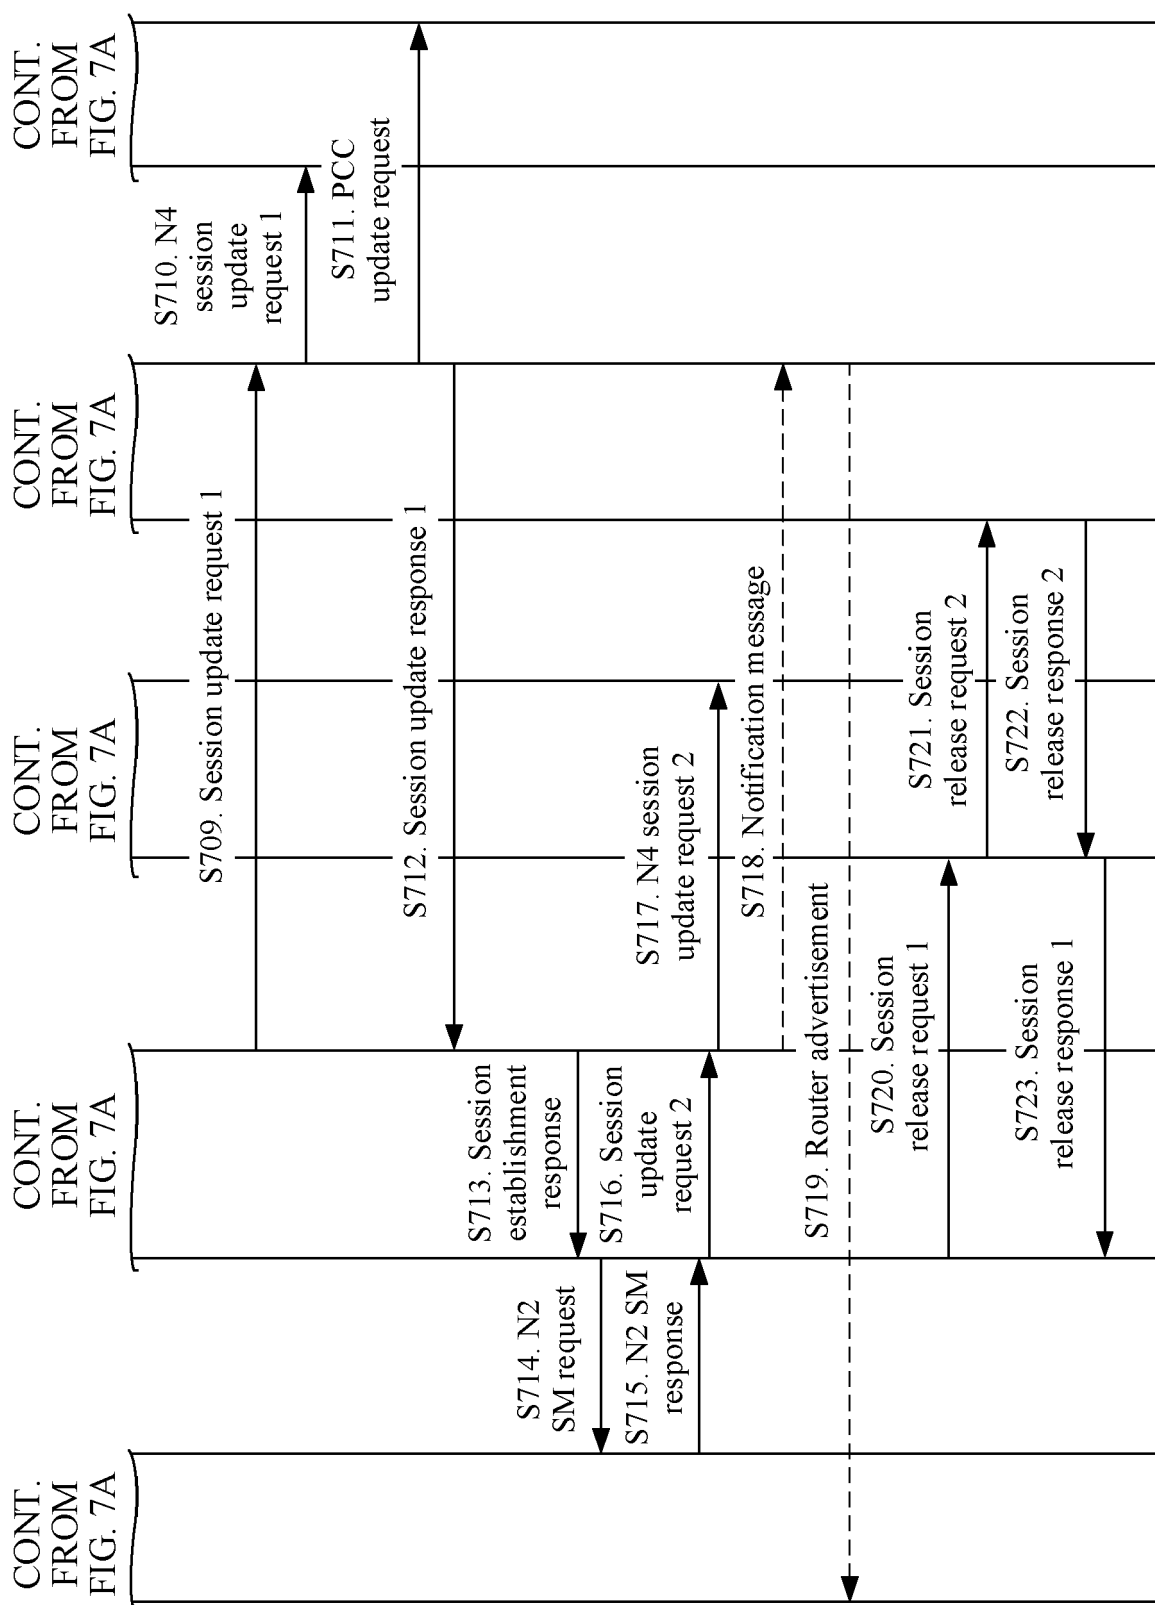 CONT.
FROM
FIG. 7A
CONT.
FROM
FIG. 7A
CONT.
FROM
FIG. 7A
CONT.
FROM
FIG. 7A
CONT.
FROM
FIG. 7A
S709. Session update request 1
S710. N4
session
update
request 1
S711. PCC
update request
S712. Session update response 1
S713. Session
establishment
response
S714. N2
SM request
S715. N2 SM
response
S716. Session
update
request 2
S717. N4 session
update request 2
S718. Notification message
S719. Router advertisement
S720. Session
release request 1
S721. Session
release request 2
S722. Session
release response 2
S723. Session
release response 1